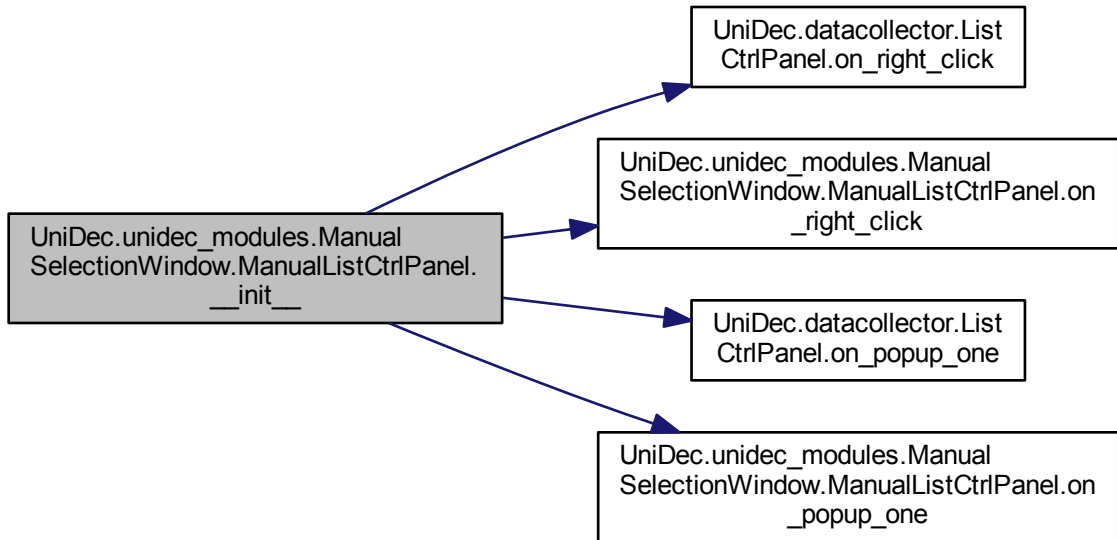 UniDec.datacollector.List
CtrlPanel.on_right_click
UniDec.unidec_modules.Manual
SelectionWindow.ManualListCtrlPanel.on
_right_click
UniDec.unidec_modules.Manual
SelectionWindow.ManualListCtrlPanel.
__init__
UniDec.datacollector.List
CtrlPanel.on_popup_one
UniDec.unidec_modules.Manual
SelectionWindow.ManualListCtrlPanel.on
_popup_one